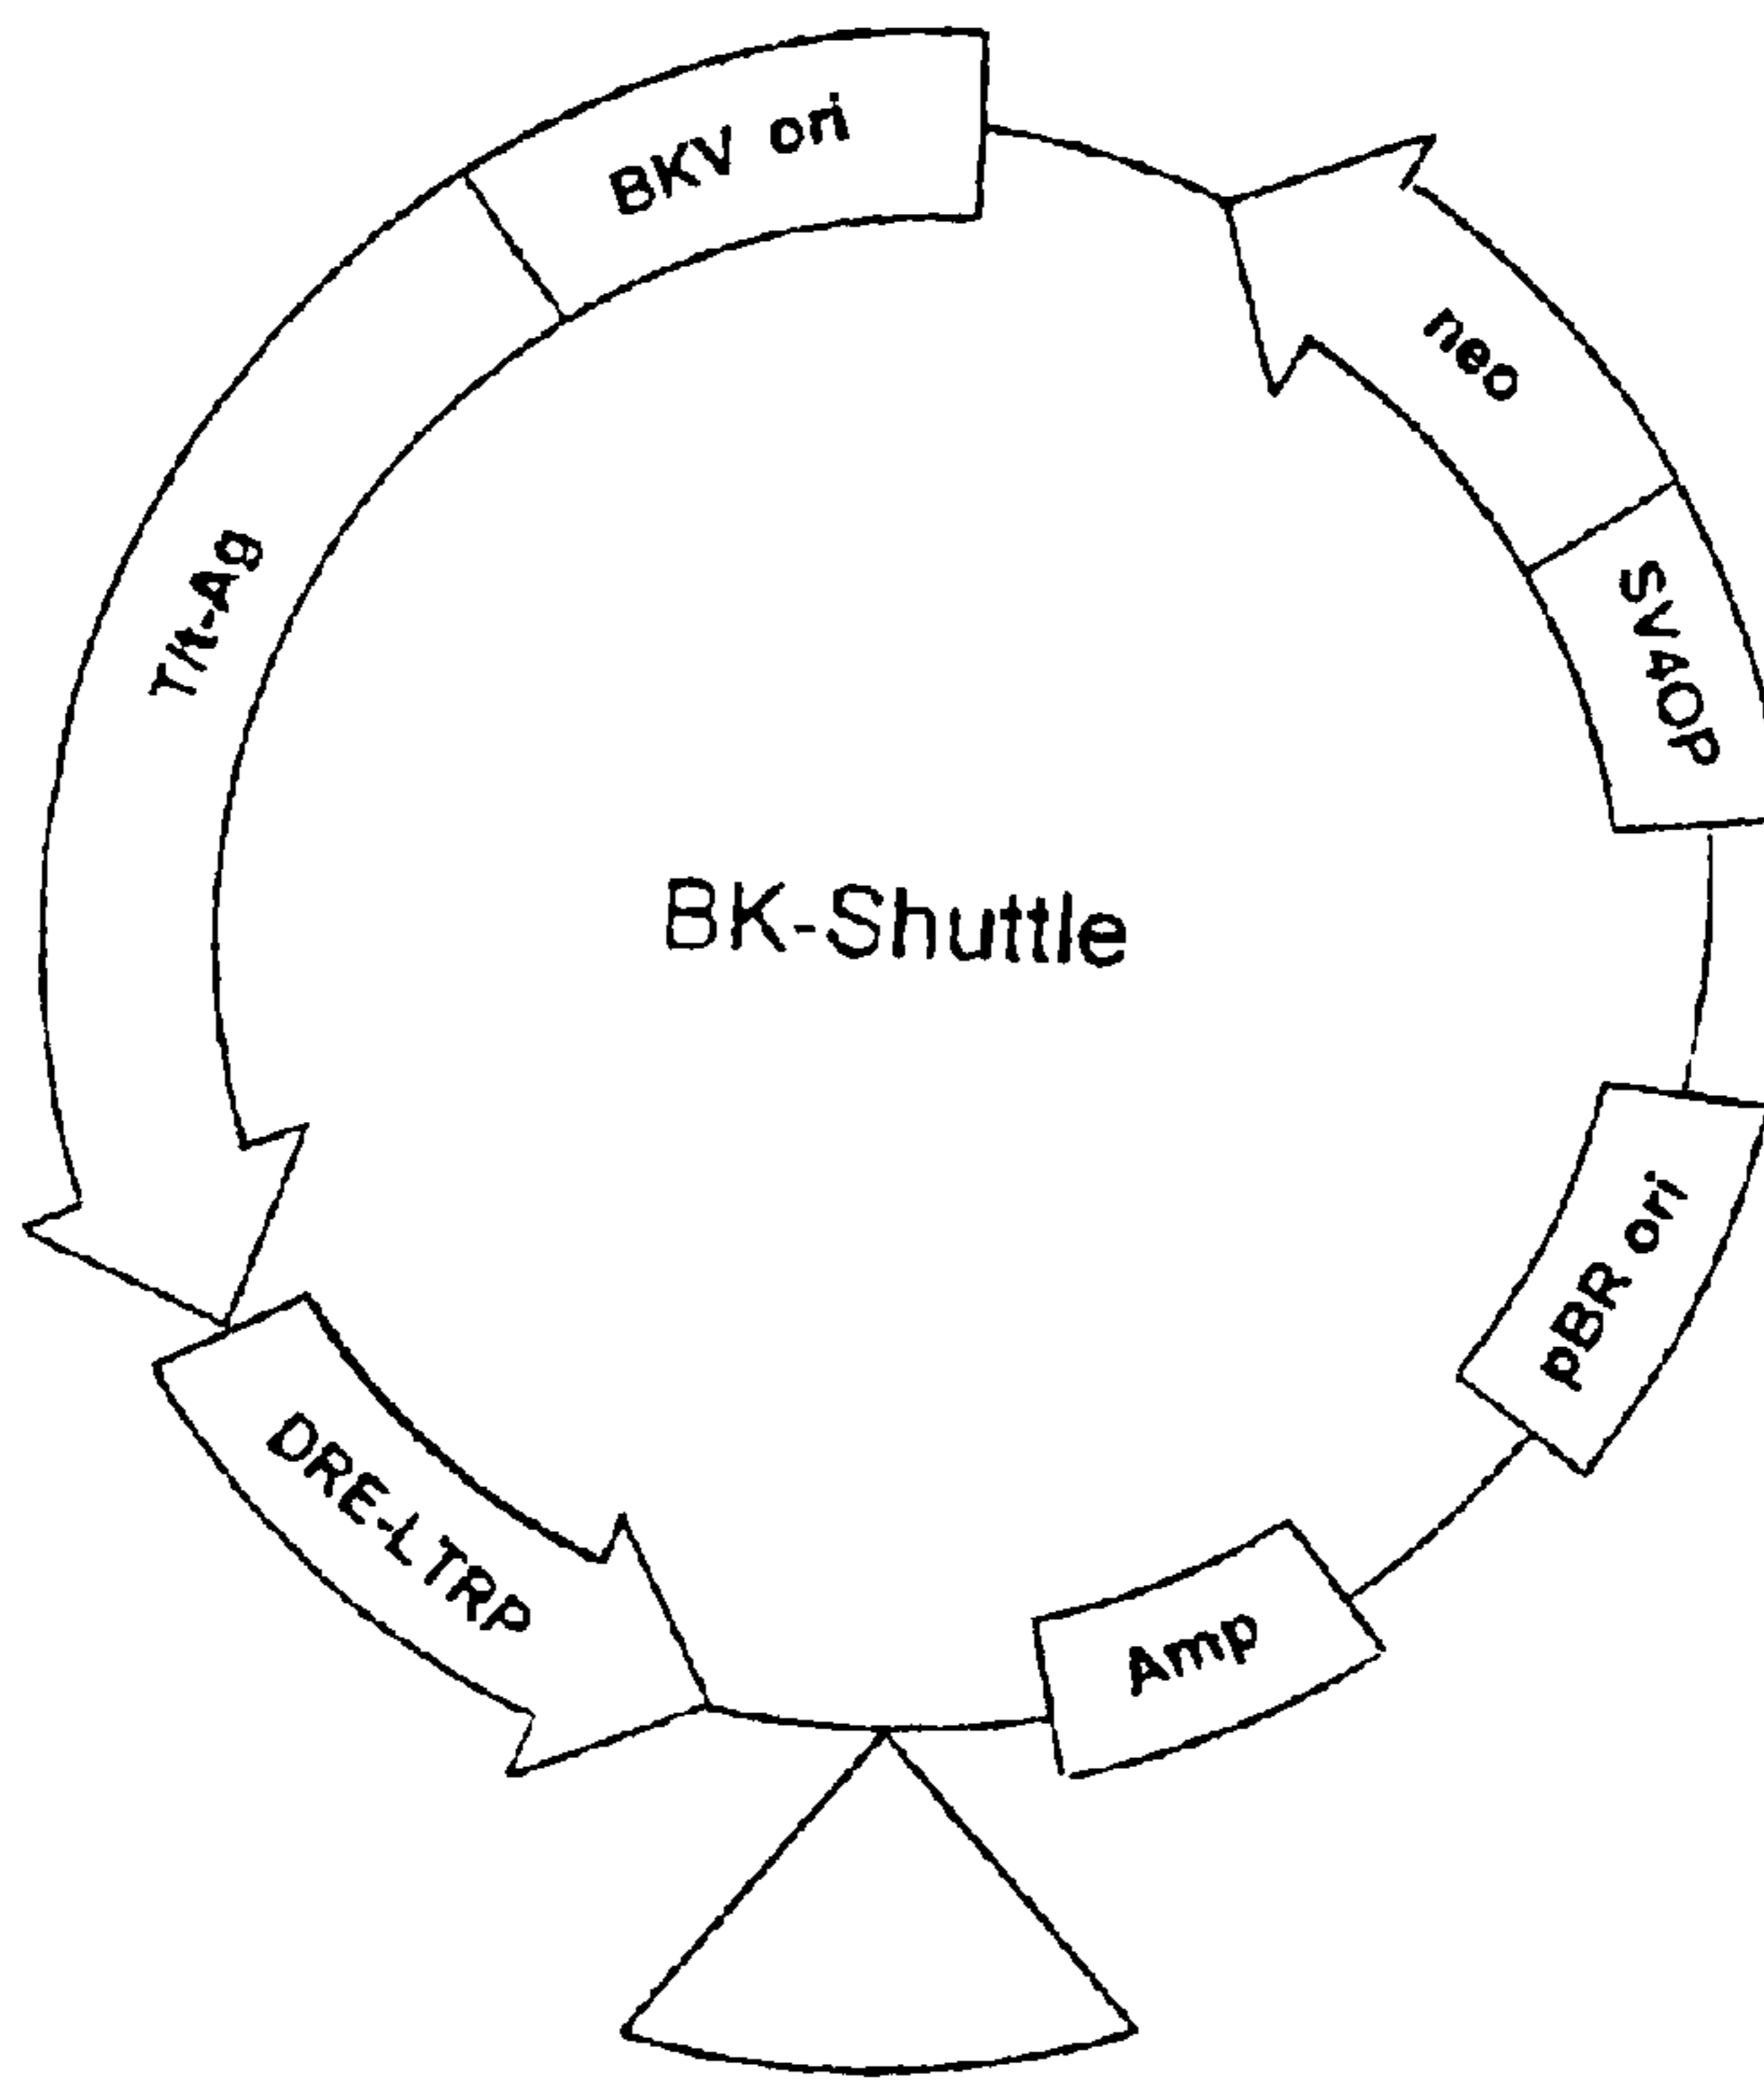 BKV ori
neo
SV40P
T/t-Ag
BK-Shuttle
pBR ori
DRE-LTRP
Amp